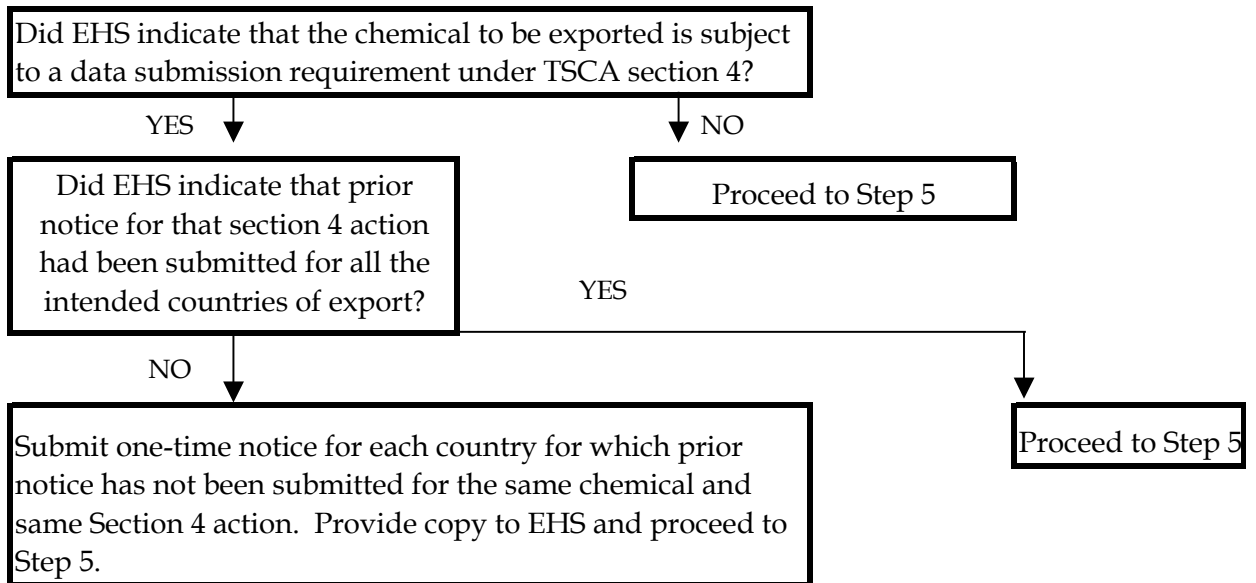 Did EHS indicate that the chemical to be exported is subject
to a data submission requirement under TSCA section 4?
YES
NO
Did EHS indicate that prior
notice for that section 4 action
had been submitted for all the
intended countries of export?
Proceed to Step 5
YES
NO
Submit one-time notice for each country for which prior
notice has not been submitted for the same chemical and
same Section 4 action.  Provide copy to EHS and proceed to
Step 5.
Proceed to Step 5